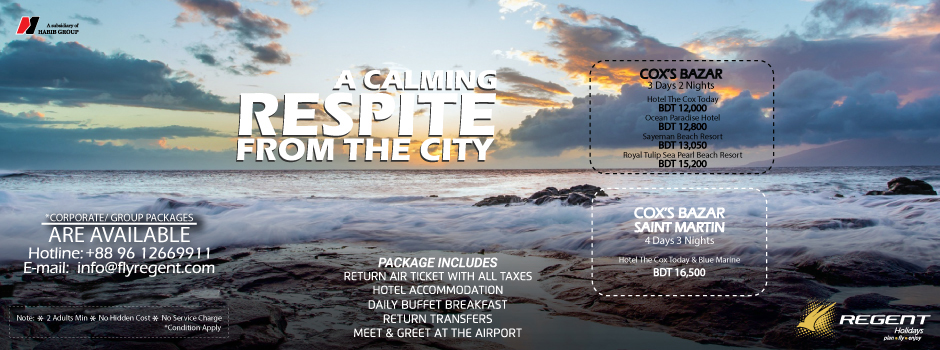 A subsidiary of
HABIB GROUP
A CALMING
RESPITE
FROM THE CITY
COX'S BAZAR
3 Days 2 Nights
Hotel The Cox Today
BDT 12,000
Ocean Paradise Hotel
BDT 12,800
Sayeman Beach Resort
BDT 13,050
Royal Tulip Sea Pearl Beach Resort
BDT 15,200
COX'S BAZAR
SAINT MARTIN
4 Days 3 Nights
Hotel The Cox Today & Blue Marine
BDT 16,500
*CORPORATE/ GROUP PACKAGES
ARE AVAILABLE
Hotline: +88 96 12669911
E-mail: info@flyregent.com
PACKAGE INCLUDES
RETURN AIR TICKET WITH ALL TAXES
HOTEL ACCOMMODATION
DAILY BUFFET BREAKFAST
RETURN TRANSFERS
MEET & GREET AT THE AIRPORT
Note: * 2 Adults Min * No Hidden Cost * No Service Charge
*Condition Apply
REGENT
Holidays
plan • fly • enjoy